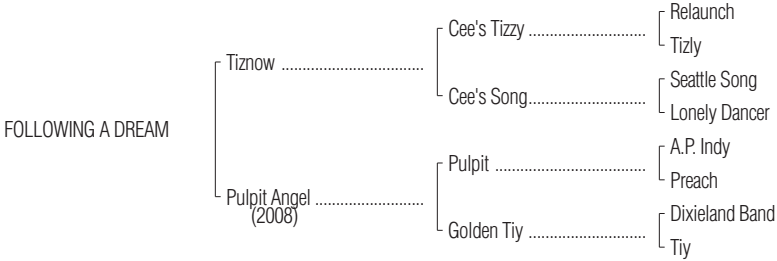 Relaunch
Cee's Tizzy
Tizly
Tiznow
Seattle Song
Cee's Song
Lonely Dancer
FOLLOWING A DREAM
A.P. Indy
Pulpit
Preach
Pulpit Angel
(2008)
Dixieland Band
Golden Tiy
Tiy